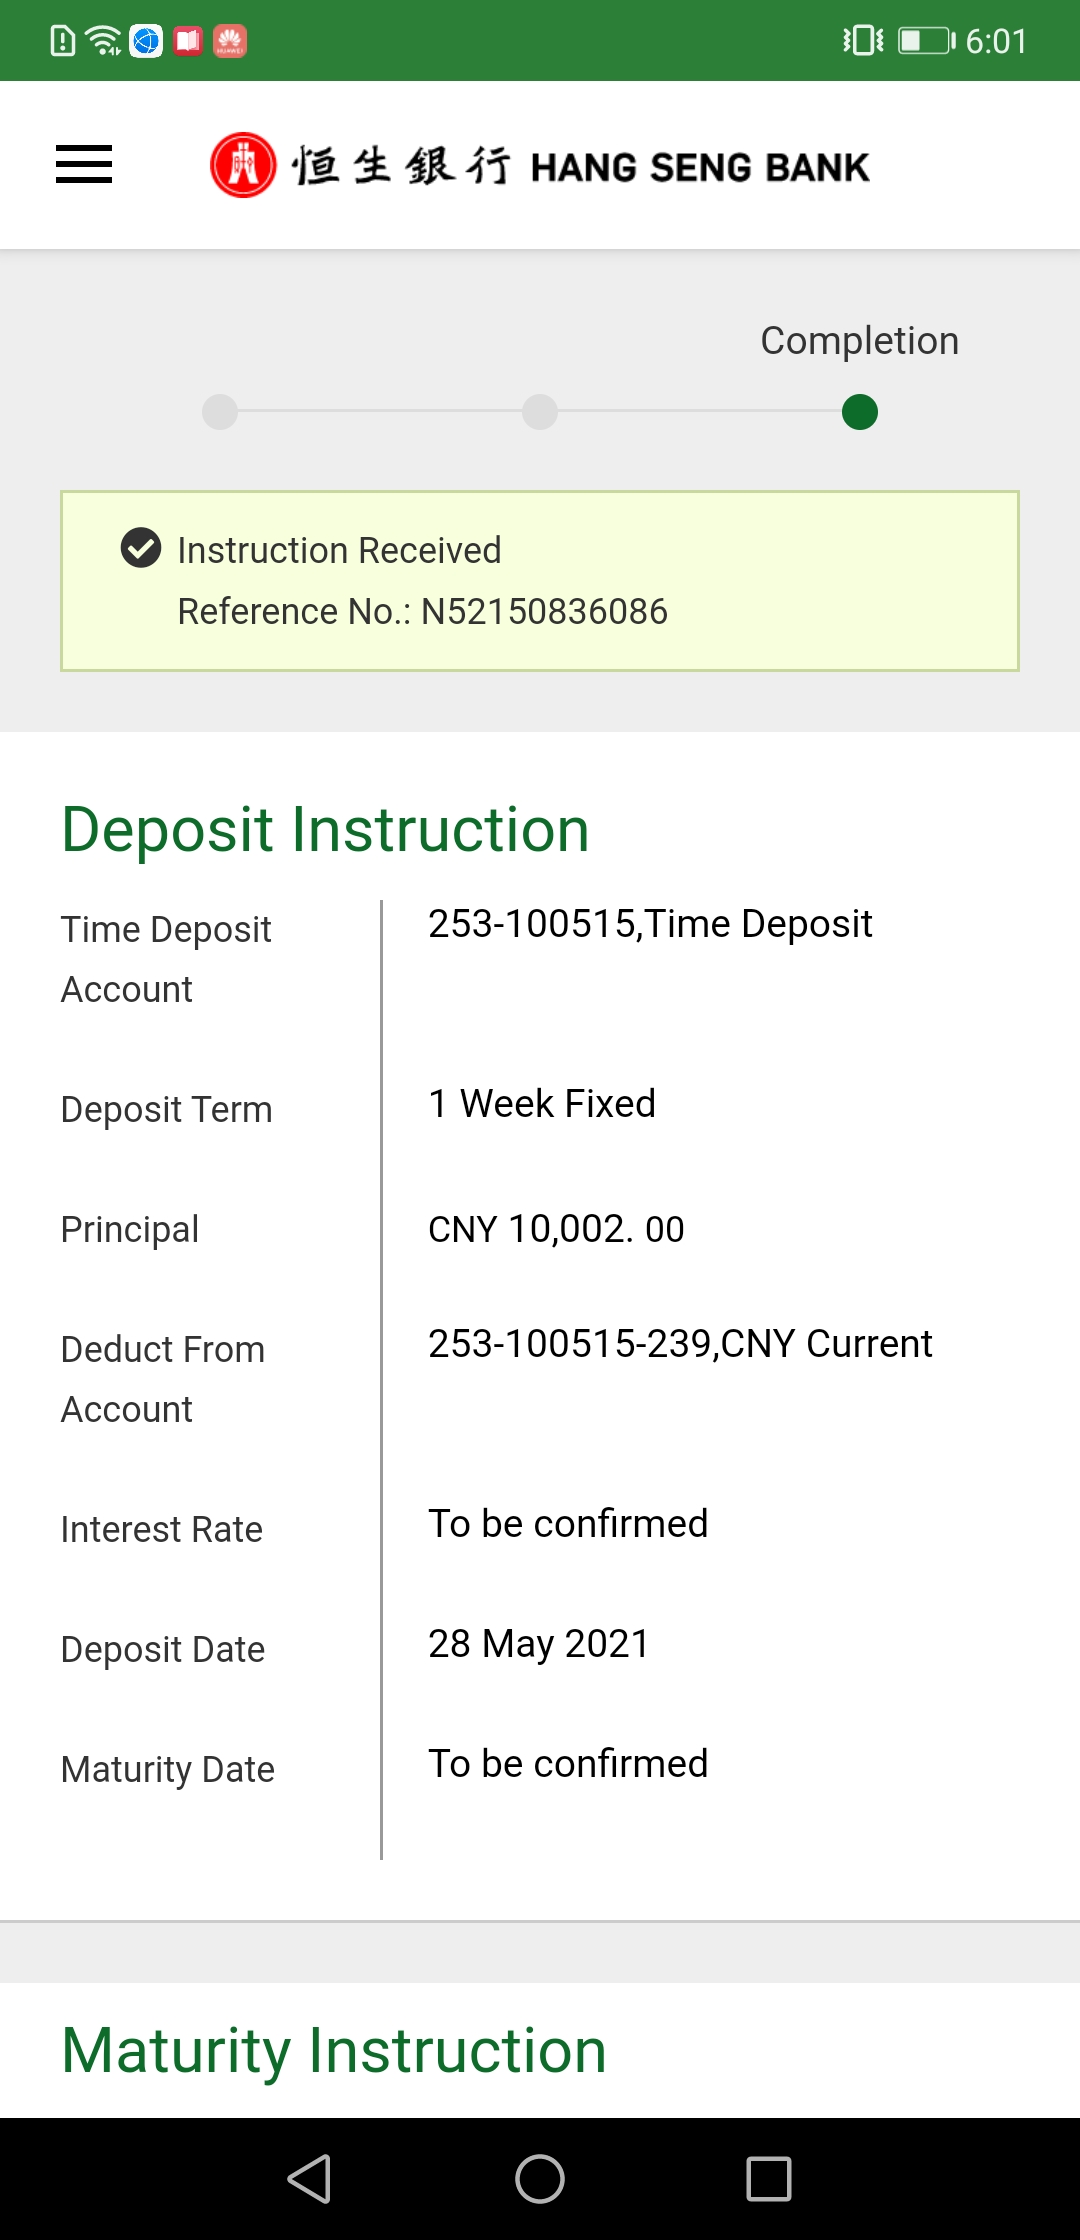 6:01
恒生銀行 HANG SENG BANK
Completion
Instruction Received
Reference No.: N52150836086
Deposit Instruction
Time Deposit Account
253-100515,Time Deposit
Deposit Term
1 Week Fixed
Principal
CNY 10,002. 00
Deduct From Account
253-100515-239,CNY Current
Interest Rate
To be confirmed
Deposit Date
28 May 2021
Maturity Date
To be confirmed
Maturity Instruction